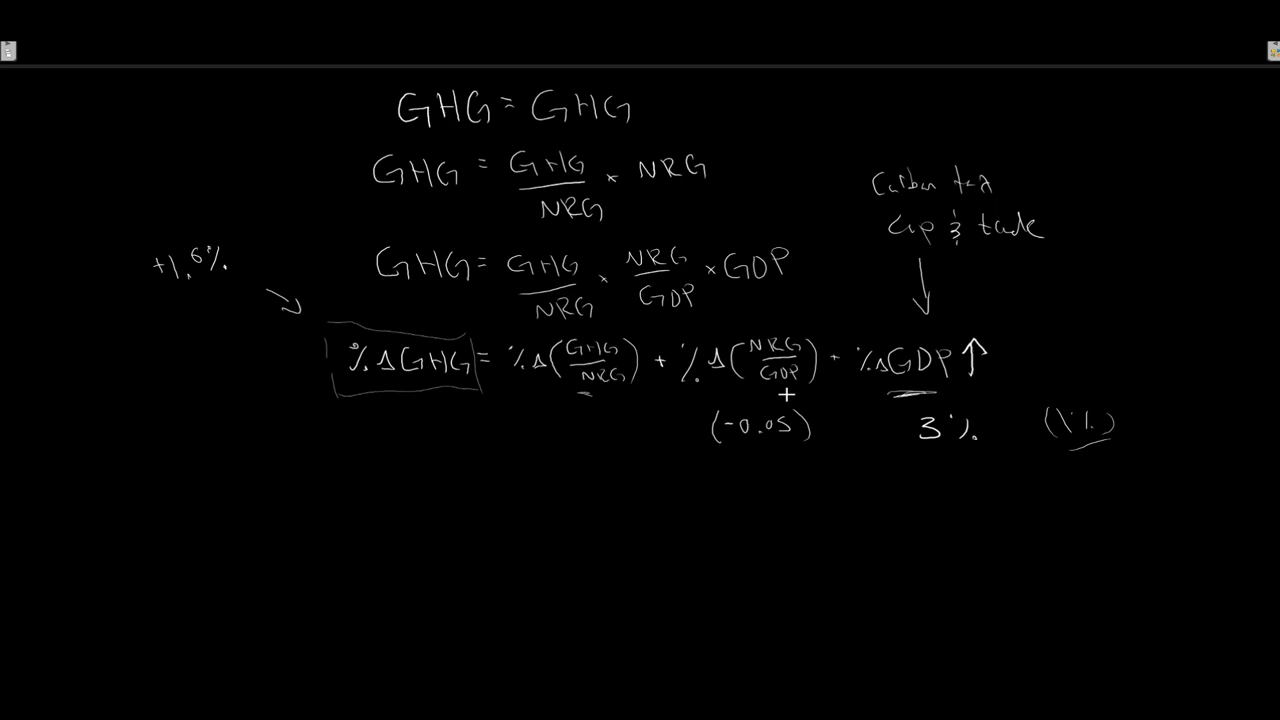 GHG = GHG
GHG = GHG/NRG × NRG
Carbon tax
Cap & trade
GHG = GHG/NRG × NRG/GDP × GDP
+1.6%
%ΔGHG = %Δ(GHG/NRG) + %Δ(NRG/GDP) + %ΔGDP ↑
(-0.05) 3% (1%)